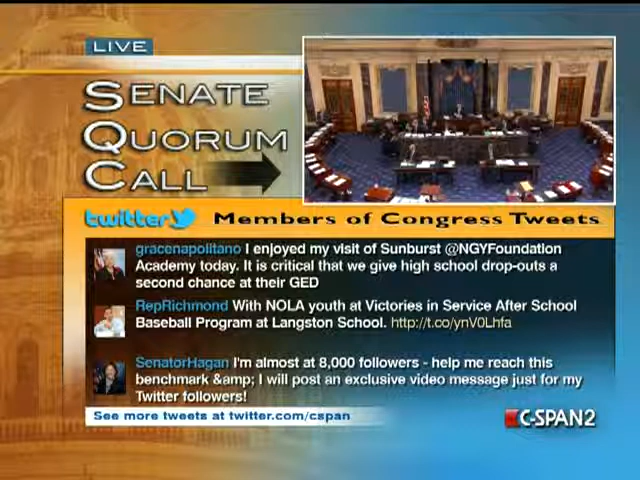 LIVE
SENATE
QUORUM
CALL
twitter Members of Congress Tweets
gracenapolitano I enjoyed my visit of Sunburst @NGYFoundation
Academy today. It is critical that we give high school drop-outs a
second chance at their GED
RepRichmond With NOLA youth at Victories in Service After School
Baseball Program at Langston School. http://t.co/ynV0Lhfa
SenatorHagan I'm almost at 8,000 followers - help me reach this
benchmark &amp; I will post an exclusive video message just for my
Twitter followers!
See more tweets at twitter.com/cspan
C-SPAN2